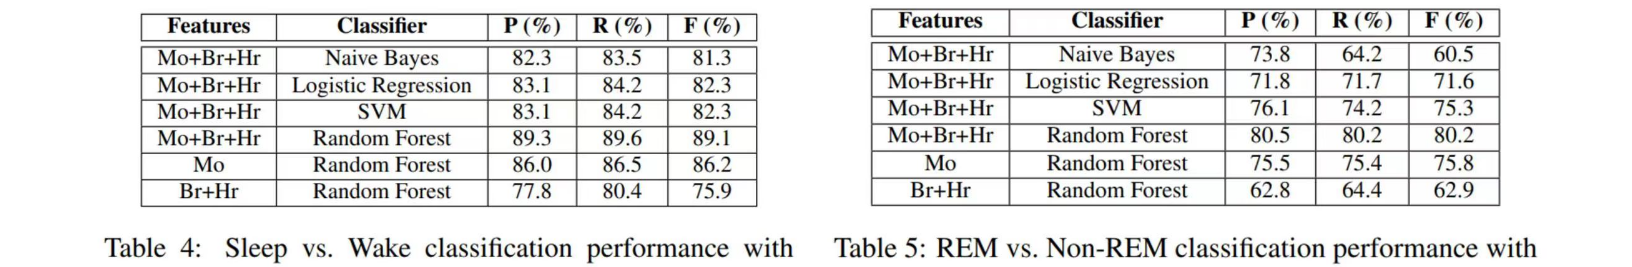 Features Classifier P (%) R (%) F (%)
Mo+Br+Hr Naive Bayes 82.3 83.5 81.3
Mo+Br+Hr Logistic Regression 83.1 84.2 82.3
Mo+Br+Hr SVM 83.1 84.2 82.3
Mo+Br+Hr Random Forest 89.3 89.6 89.1
Mo Random Forest 86.0 86.5 86.2
Br+Hr Random Forest 77.8 80.4 75.9
Table 4: Sleep vs. Wake classification performance with
Features Classifier P (%) R (%) F (%)
Mo+Br+Hr Naive Bayes 73.8 64.2 60.5
Mo+Br+Hr Logistic Regression 71.8 71.7 71.6
Mo+Br+Hr SVM 76.1 74.2 75.3
Mo+Br+Hr Random Forest 80.5 80.2 80.2
Mo Random Forest 75.5 75.4 75.8
Br+Hr Random Forest 62.8 64.4 62.9
Table 5: REM vs. Non-REM classification performance with